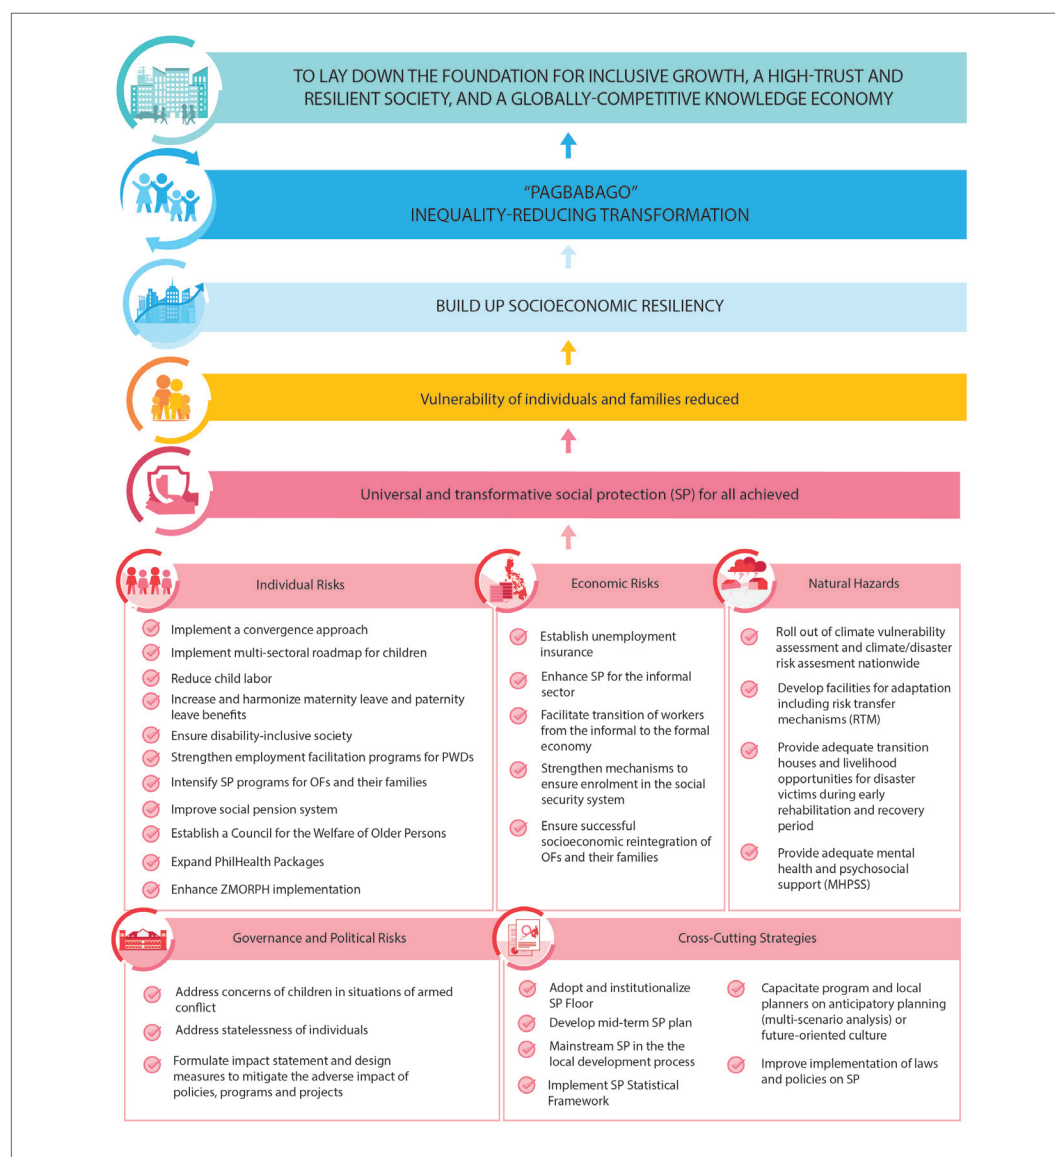 TO LAY DOWN THE FOUNDATION FOR INCLUSIVE GROWTH, A HIGH-TRUST AND
RESILIENT SOCIETY, AND A GLOBALLY-COMPETITIVE KNOWLEDGE ECONOMY
“PAGBABAGO”
INEQUALITY-REDUCING TRANSFORMATION
BUILD UP SOCIOECONOMIC RESILIENCY
Vulnerability of individuals and families reduced
Universal and transformative social protection (SP) for all achieved
Individual Risks
Implement a convergence approach
Implement multi-sectoral roadmap for children
Reduce child labor
Increase and harmonize maternity leave and paternity
leave benefits
Ensure disability-inclusive society
Strengthen employment facilitation programs for PWDs
Intensify SP programs for OFs and their families
Improve social pension system
Establish a Council for the Welfare of Older Persons
Expand PhilHealth Packages
Enhance ZMORPH implementation
Economic Risks
Establish unemployment
insurance
Enhance SP for the informal
sector
Facilitate transition of workers
from the informal to the formal
economy
Strengthen mechanisms to
ensure enrolment in the social
security system
Ensure successful
socioeconomic reintegration of
OFs and their families
Natural Hazards
Roll out of climate vulnerability
assessment and climate/disaster
risk assesment nationwide
Develop facilities for adaptation
including risk transfer
mechanisms (RTM)
Provide adequate transition
houses and livelihood
opportunities for disaster
victims during early
rehabilitation and recovery
period
Provide adequate mental
health and psychosocial
support (MHPSS)
Governance and Political Risks
Address concerns of children in situations of armed
conflict
Address statelessness of individuals
Formulate impact statement and design
measures to mitigate the adverse impact of
policies, programs and projects
Cross-Cutting Strategies
Adopt and institutionalize
SP Floor
Develop mid-term SP plan
Mainstream SP in the the
local development process
Implement SP Statistical
Framework
Capacitate program and local
planners on anticipatory planning
(multi-scenario analysis) or
future-oriented culture
Improve implementation of laws
and policies on SP